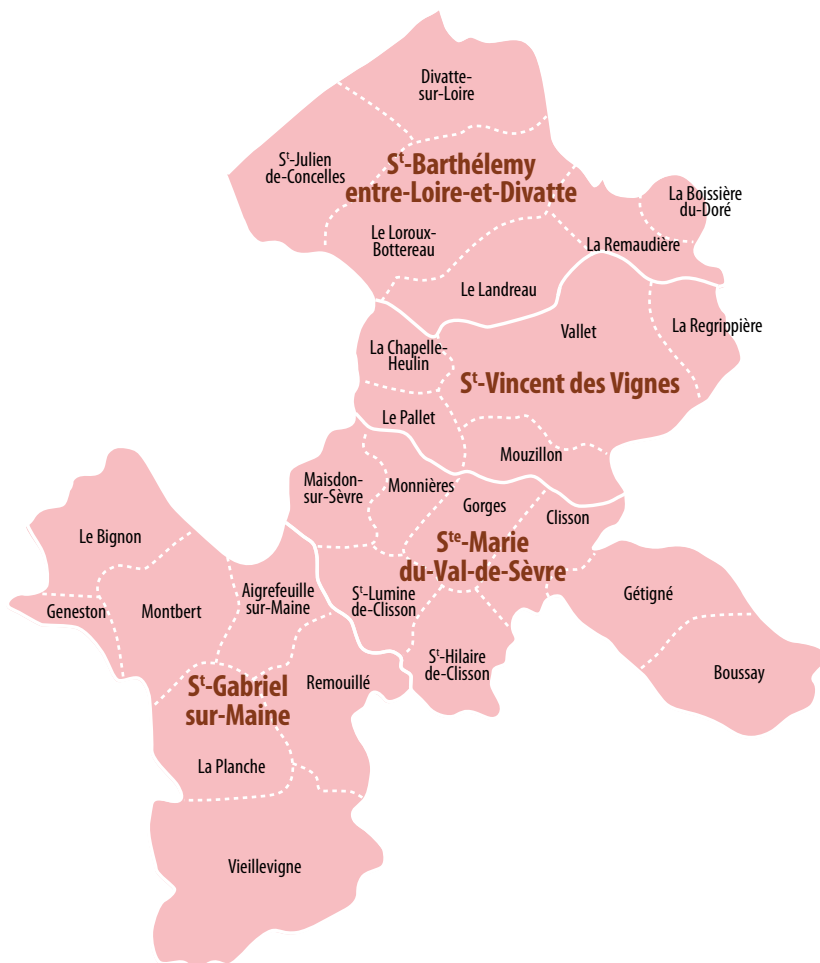 Divatte-
sur-Loire
St-Julien
de-Concelles
St-Barthélemy
entre-Loire-et-Divatte
La Boissière
du-Doré
Le Loroux-
Bottereau
La Remaudière
Le Landreau
Vallet
La Regrippière
La Chapelle-
Heulin
St-Vincent des Vignes
Le Pallet
Mouzillon
Maisdon-
sur-Sèvre
Monnières
Gorges
Clisson
Le Bignon
Ste-Marie
du-Val-de-Sèvre
Geneston
Montbert
Aigrefeuille
sur-Maine
St-Lumine
de-Clisson
Gétigné
St-Hilaire
de-Clisson
Boussay
St-Gabriel
sur-Maine
Remouillé
La Planche
Vieillevigne